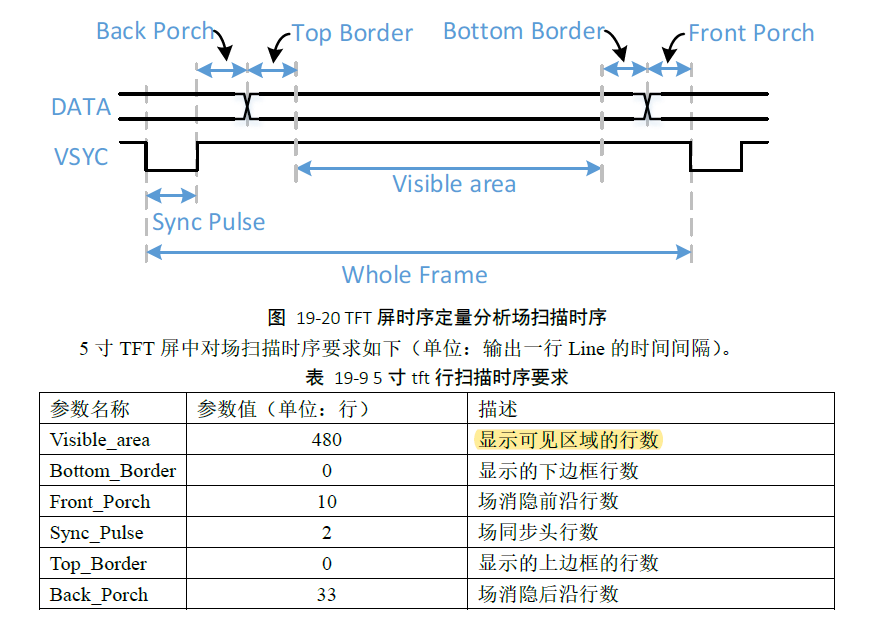 Back Porch Top Border Bottom Border Front Porch
DATA
VSYC
Visible area
Sync Pulse
Whole Frame
图 19-20 TFT 屏时序定量分析场扫描时序
5 寸 TFT 屏中对场扫描时序要求如下（单位：输出一行 Line 的时间间隔）。
表 19-9 5 寸 tft 行扫描时序要求
参数名称 参数值（单位：行） 描述
Visible_area 480 显示可见区域的行数
Bottom_Border 0 显示的下边框行数
Front_Porch 10 场消隐前沿行数
Sync_Pulse 2 场同步头行数
Top_Border 0 显示的上边框的行数
Back_Porch 33 场消隐后沿行数